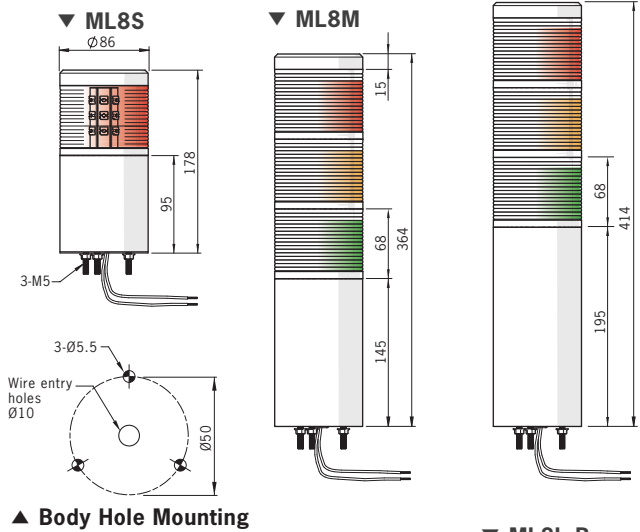 ▼ ML8S
Ø86
178
95
3-M5
▼ ML8M
15
68
364
145
68
414
195
3-Ø5.5
Wire entry
holes
Ø10
Ø50
▲ Body Hole Mounting